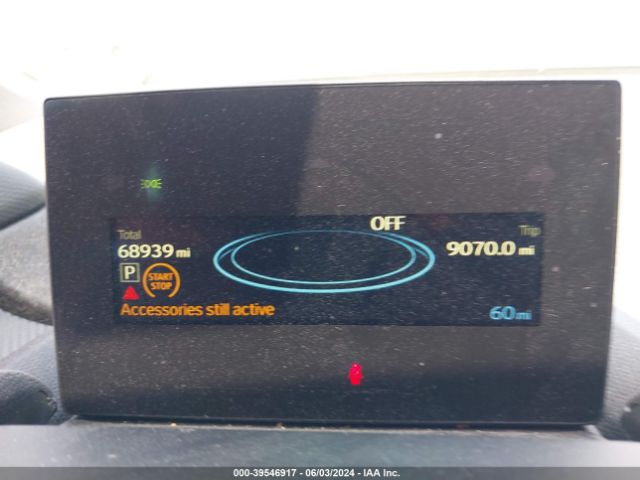 OFF
Total
Trip
68939 mi
9070.0 mi
P
START
STOP
Accessories still active
60 mi
000-39546917 - 06/03/2024 - IAA Inc.